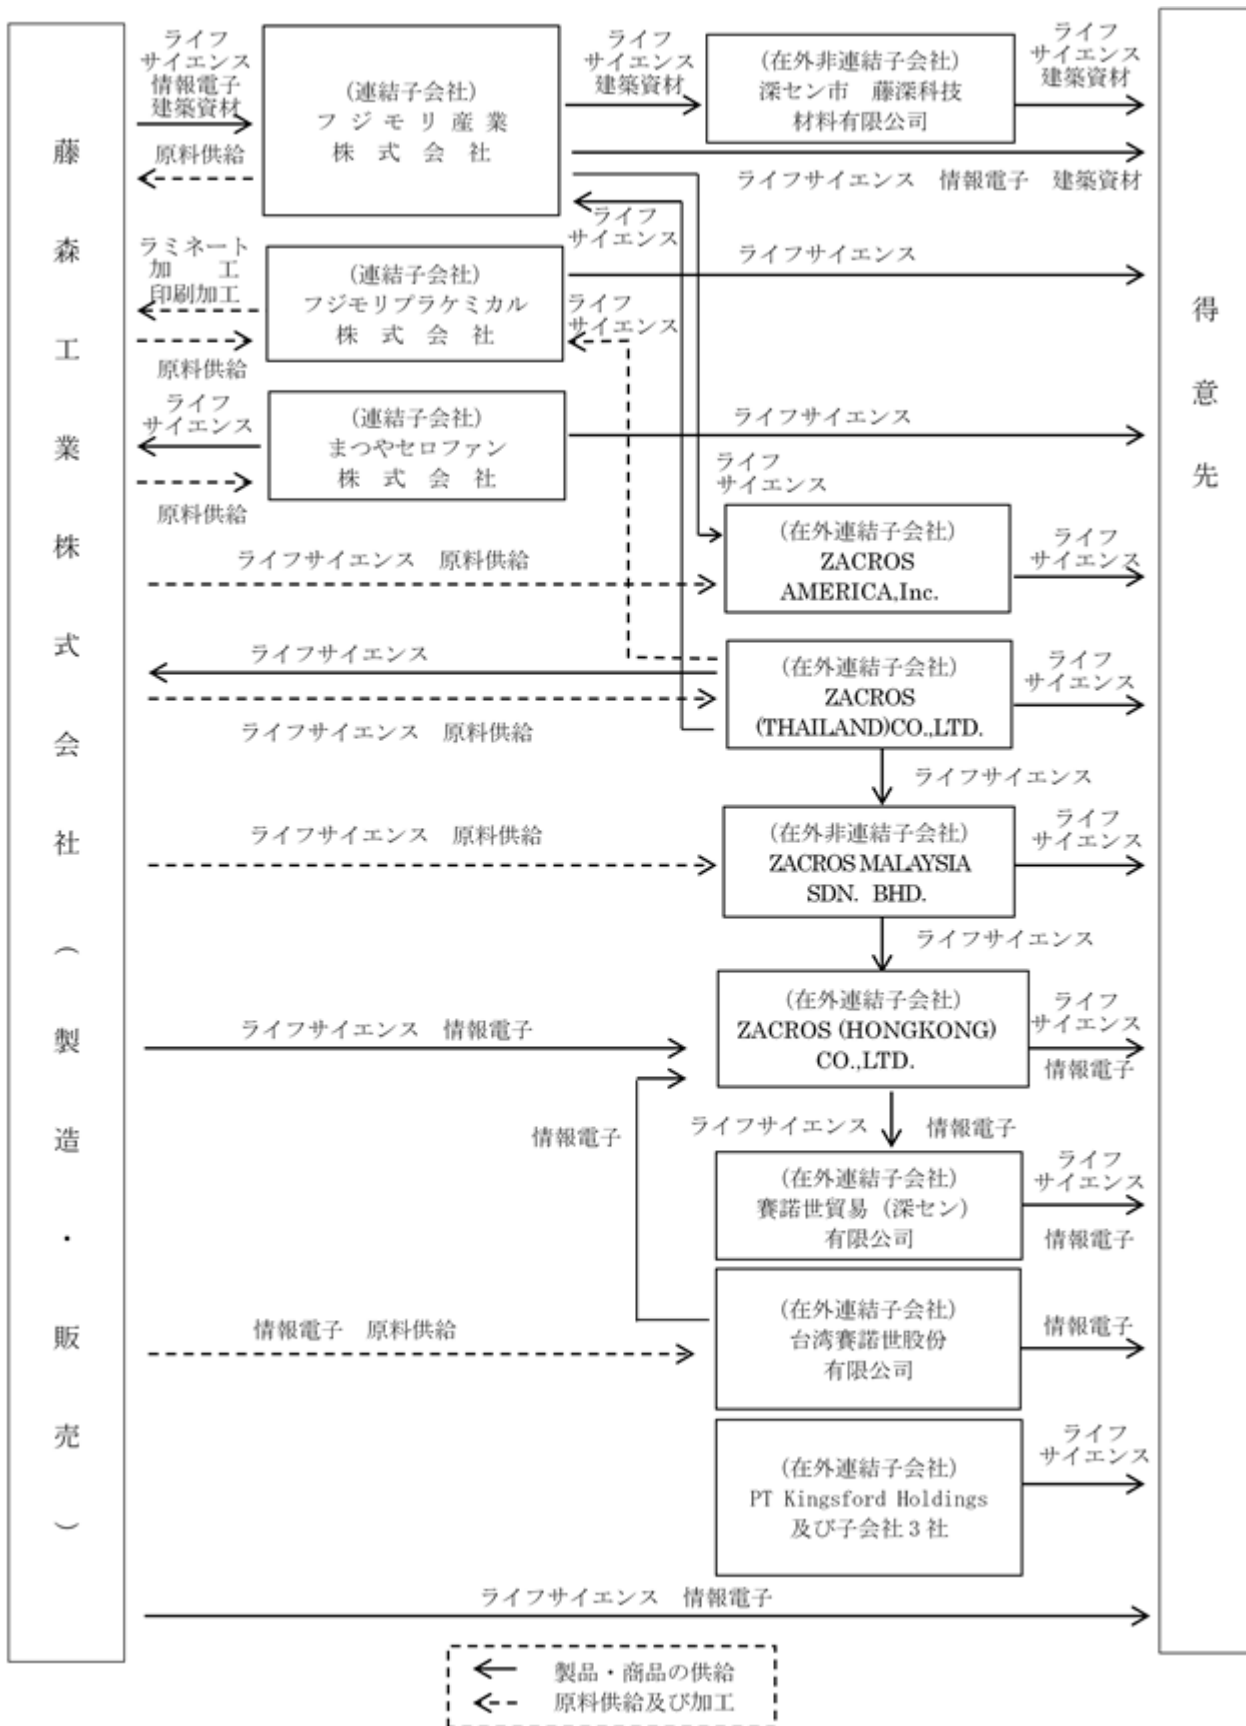 藤森工業株式会社（製造・販売）
ライフ
サイエンス
情報電子
建築資材
原料供給
(連結子会社)
フジモリ産業
株式会社
ライフ
サイエンス
建築資材
(在外非連結子会社)
深セン市　藤深科技
材料有限公司
ライフ
サイエンス
建築資材
ライフサイエンス　情報電子　建築資材
ライフ
サイエンス
ラミネート
加　工
印刷加工
原料供給
(連結子会社)
フジモリプラケミカル
株式会社
ライフサイエンス
ライフ
サイエンス
ライフ
サイエンス
原料供給
(連結子会社)
まつやセロファン
株式会社
ライフサイエンス
ライフ
サイエンス
ライフサイエンス　原料供給
(在外連結子会社)
ZACROS
AMERICA,Inc.
ライフ
サイエンス
ライフサイエンス
ライフサイエンス　原料供給
(在外連結子会社)
ZACROS
(THAILAND)CO.,LTD.
ライフ
サイエンス
ライフサイエンス
ライフサイエンス　原料供給
(在外非連結子会社)
ZACROS MALAYSIA
SDN. BHD.
ライフ
サイエンス
ライフサイエンス
ライフサイエンス　情報電子
(在外連結子会社)
ZACROS (HONGKONG)
CO.,LTD.
ライフ
サイエンス
情報電子
情報電子
ライフサイエンス
情報電子
(在外連結子会社)
賽諾世貿易（深セン）
有限公司
ライフ
サイエンス
情報電子
情報電子　原料供給
(在外連結子会社)
台湾賽諾世股份
有限公司
情報電子
(在外連結子会社)
PT Kingsford Holdings
及び子会社３社
ライフ
サイエンス
ライフサイエンス　情報電子
得意先
製品・商品の供給
原料供給及び加工